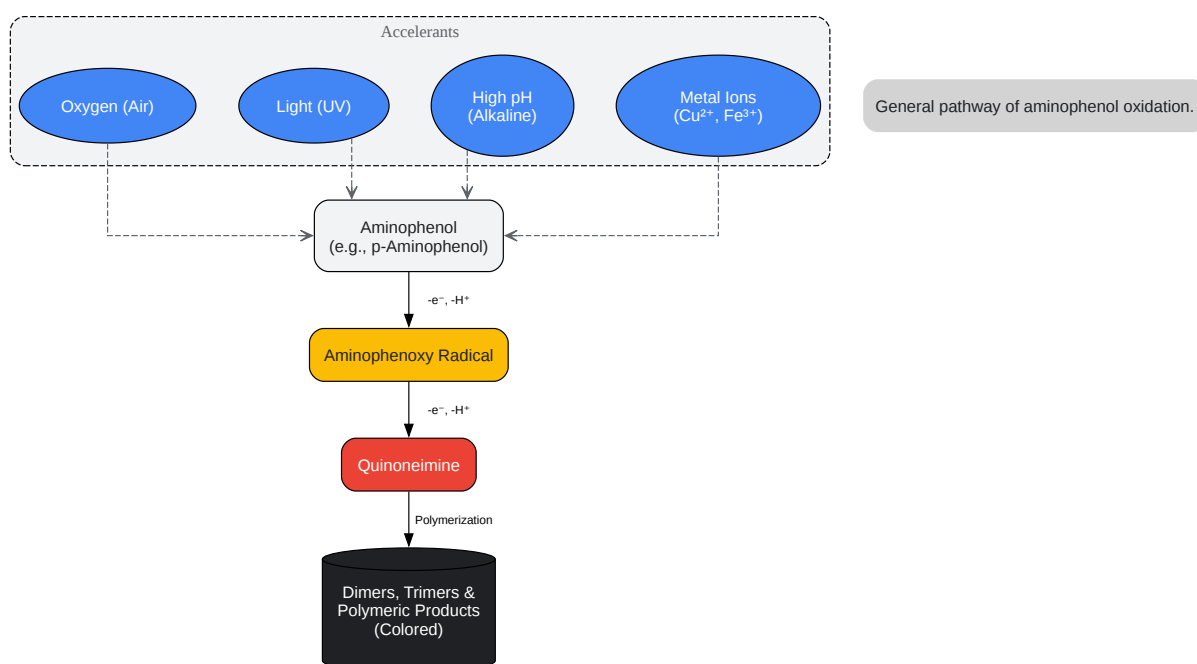 Accelerants
Oxygen (Air)
Light (UV)
High pH
(Alkaline)
Metal Ions
(Cu²⁺, Fe³⁺)
General pathway of aminophenol oxidation.
Aminophenol
(e.g., p-Aminophenol)
-e⁻, -H⁺
Aminophenoxy Radical
-e⁻, -H⁺
Quinoneimine
Polymerization
Dimers, Trimers &
Polymeric Products
(Colored)